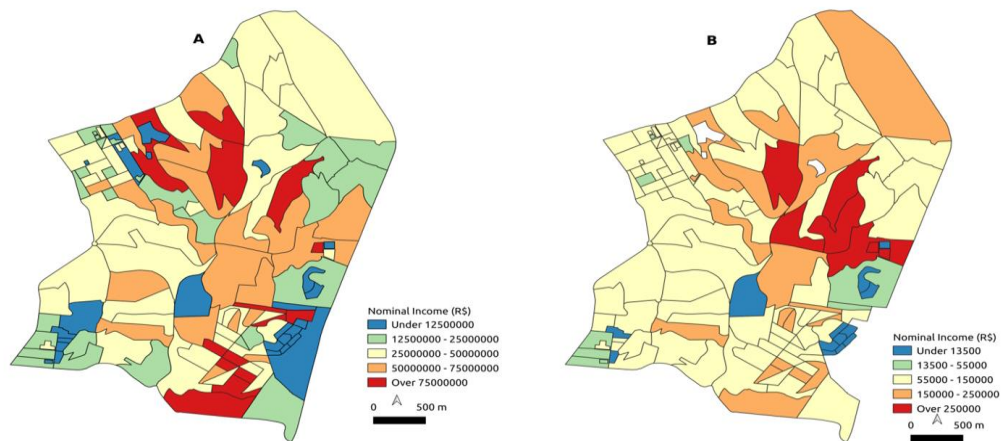 A
Nominal Income (R$)
Under 12500000
12500000 - 25000000
25000000 - 50000000
50000000 - 75000000
Over 75000000
0 500 m
B
Nominal Income (R$)
Under 13500
13500 - 55000
55000 - 150000
150000 - 250000
Over 250000
0 500 m